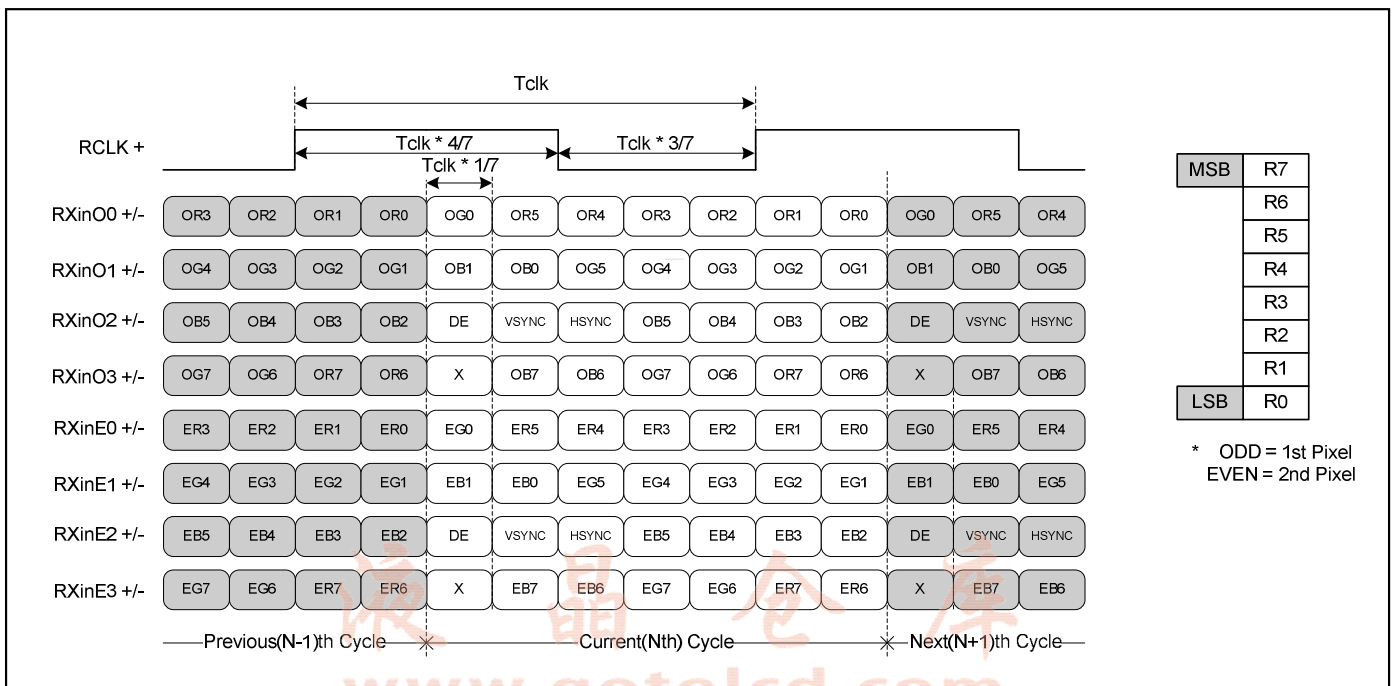 Tclk
RCLK +
Tclk * 4/7
Tclk * 3/7
Tclk * 1/7
RXinO0 +/- OR3 OR2 OR1 OR0 OG0 OR5 OR4 OR3 OR2 OR1 OR0 OG0 OR5 OR4
RXinO1 +/- OG4 OG3 OG2 OG1 OB1 OB0 OG5 OG4 OG3 OG2 OG1 OB1 OB0 OG5
RXinO2 +/- OB5 OB4 OB3 OB2 DE VSYNC HSYNC OB5 OB4 OB3 OB2 DE VSYNC HSYNC
RXinO3 +/- OG7 OG6 OR7 OR6 X OB7 OB6 OG7 OG6 OR7 OR6 X OB7 OB6
RXinE0 +/- ER3 ER2 ER1 ER0 EG0 ER5 ER4 ER3 ER2 ER1 ER0 EG0 ER5 ER4
RXinE1 +/- EG4 EG3 EG2 EG1 EB1 EB0 EG5 EG4 EG3 EG2 EG1 EB1 EB0 EG5
RXinE2 +/- EB5 EB4 EB3 EB2 DE VSYNC HSYNC EB5 EB4 EB3 EB2 DE VSYNC HSYNC
RXinE3 +/- EG7 EG6 ER7 ER6 X EB7 EB6 EG7 EG6 ER7 ER6 X EB7 EB6
Previous(N-1)th Cycle Current(Nth) Cycle Next(N+1)th Cycle
MSB R7
R6
R5
R4
R3
R2
R1
LSB R0
* ODD = 1st Pixel
EVEN = 2nd Pixel
液晶仓库
www.gotolcd.com